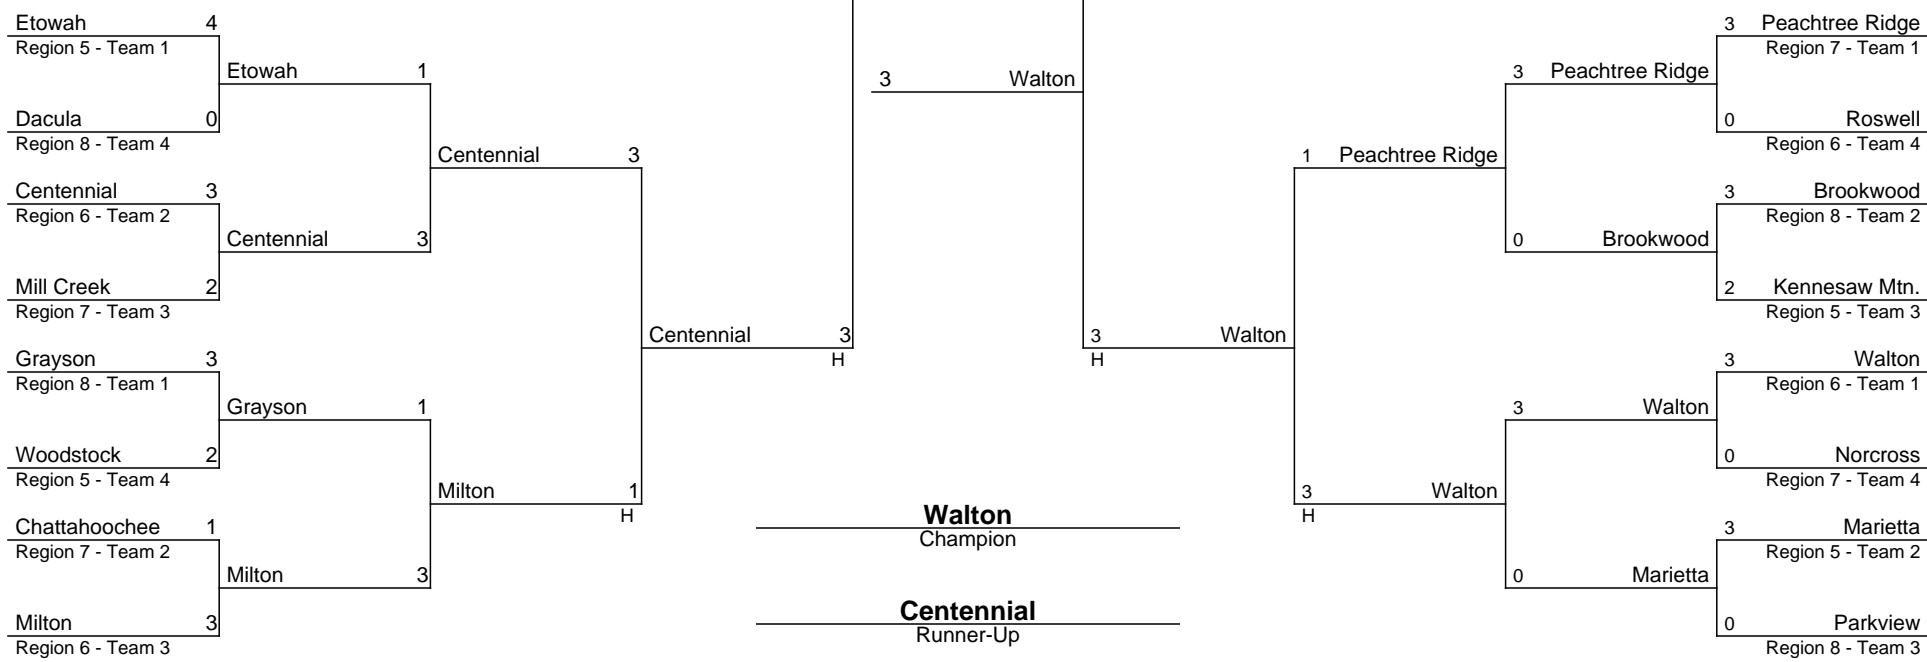 Etowah 4
Region 5 - Team 1
Dacula 0
Region 8 - Team 4
Centennial 3
Region 6 - Team 2
Mill Creek 2
Region 7 - Team 3
Grayson 3
Region 8 - Team 1
Woodstock 2
Region 5 - Team 4
Chattahoochee 1
Region 7 - Team 2
Milton 3
Region 6 - Team 3
Etowah 1
Centennial 3
Grayson 1
Milton 3
Centennial 3
Milton 1
H
Centennial 3
H
3 Walton
Walton
Champion
Centennial
Runner-Up
3 Walton
H
1 Peachtree Ridge
3 Walton
H
3 Peachtree Ridge
0 Brookwood
3 Walton
0 Marietta
3 Peachtree Ridge
Region 7 - Team 1
0 Roswell
Region 6 - Team 4
3 Brookwood
Region 8 - Team 2
2 Kennesaw Mtn.
Region 5 - Team 3
3 Walton
Region 6 - Team 1
0 Norcross
Region 7 - Team 4
3 Marietta
Region 5 - Team 2
0 Parkview
Region 8 - Team 3